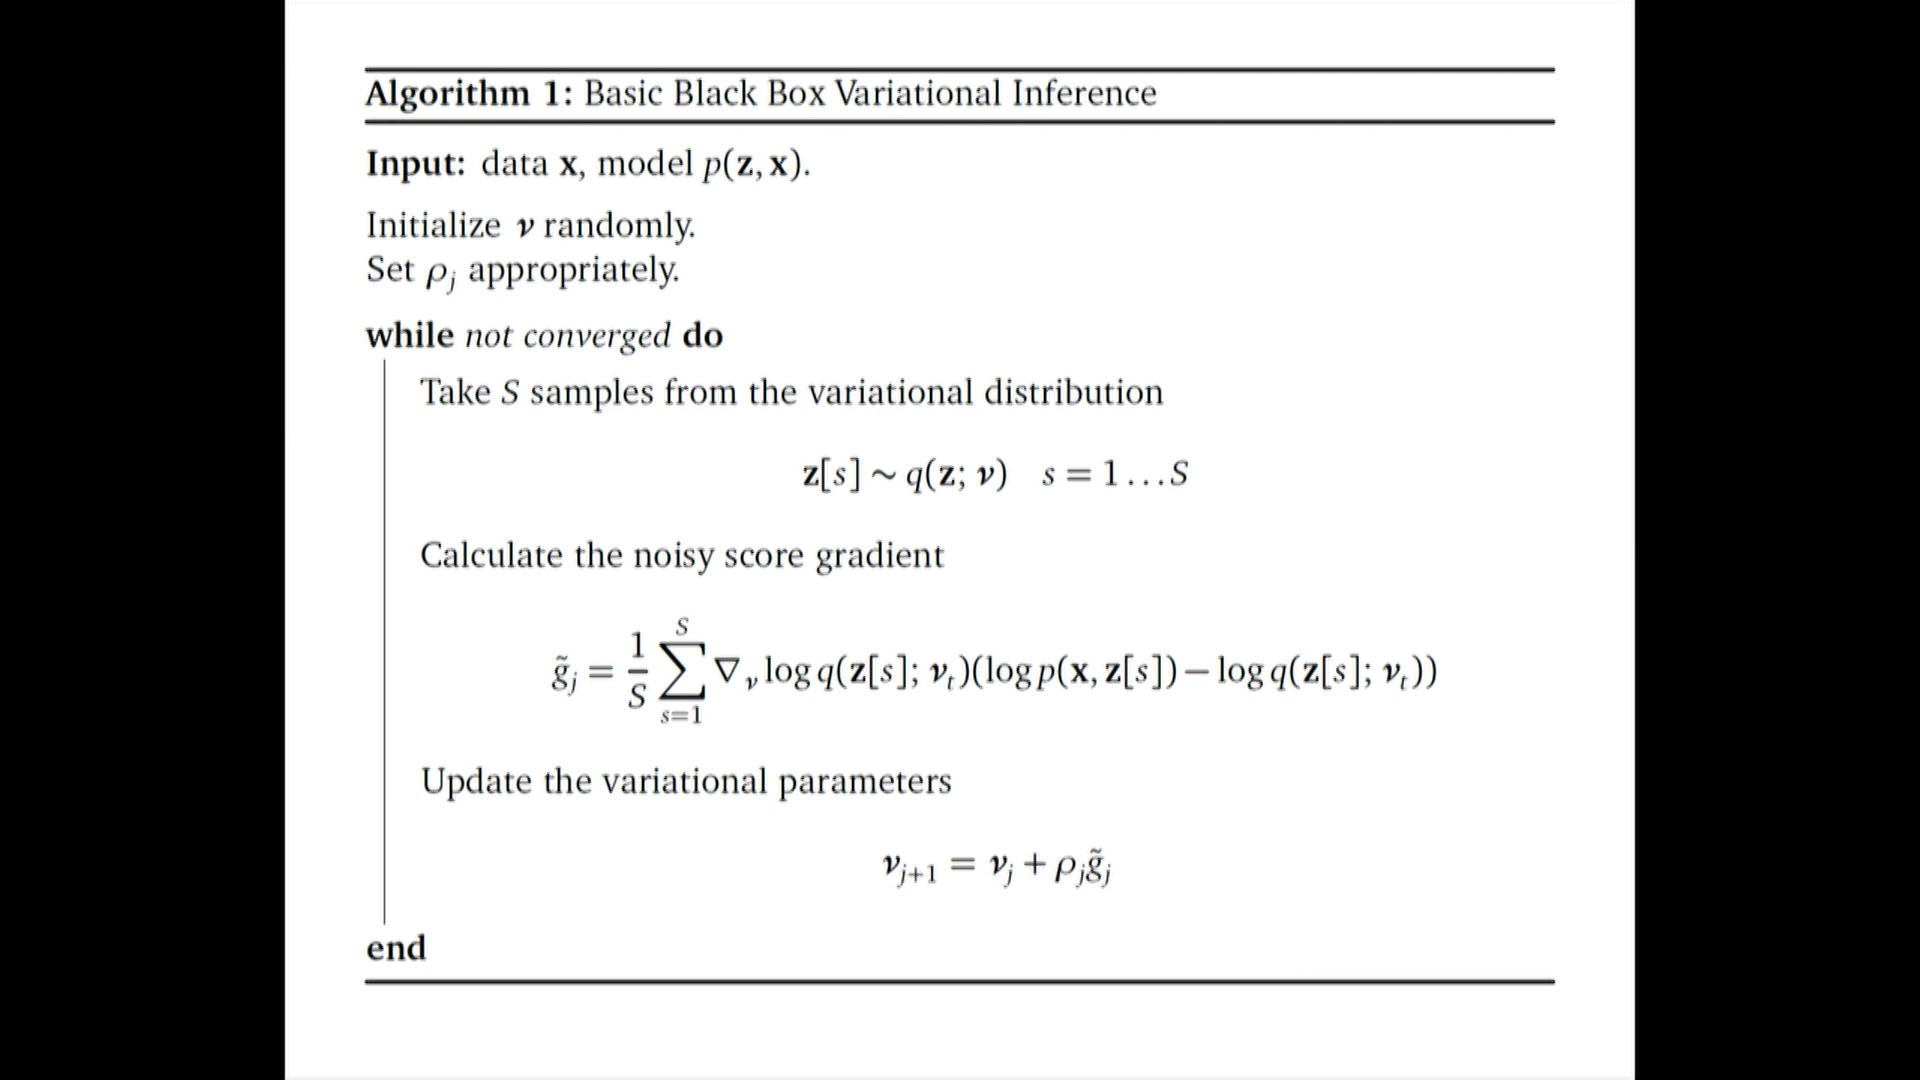 Algorithm 1: Basic Black Box Variational Inference
Input: data x, model p(z, x).
Initialize ν randomly.
Set ρ_j appropriately.
while not converged do
Take S samples from the variational distribution
z[s] ∼ q(z; ν) s = 1 . . . S
Calculate the noisy score gradient
g̃_j = \frac{1}{S} \sum_{s=1}^{S} ∇_ν log q(z[s]; ν_t)(log p(x, z[s]) − log q(z[s]; ν_t))
Update the variational parameters
ν_{j+1} = ν_j + ρ_j g̃_j
end